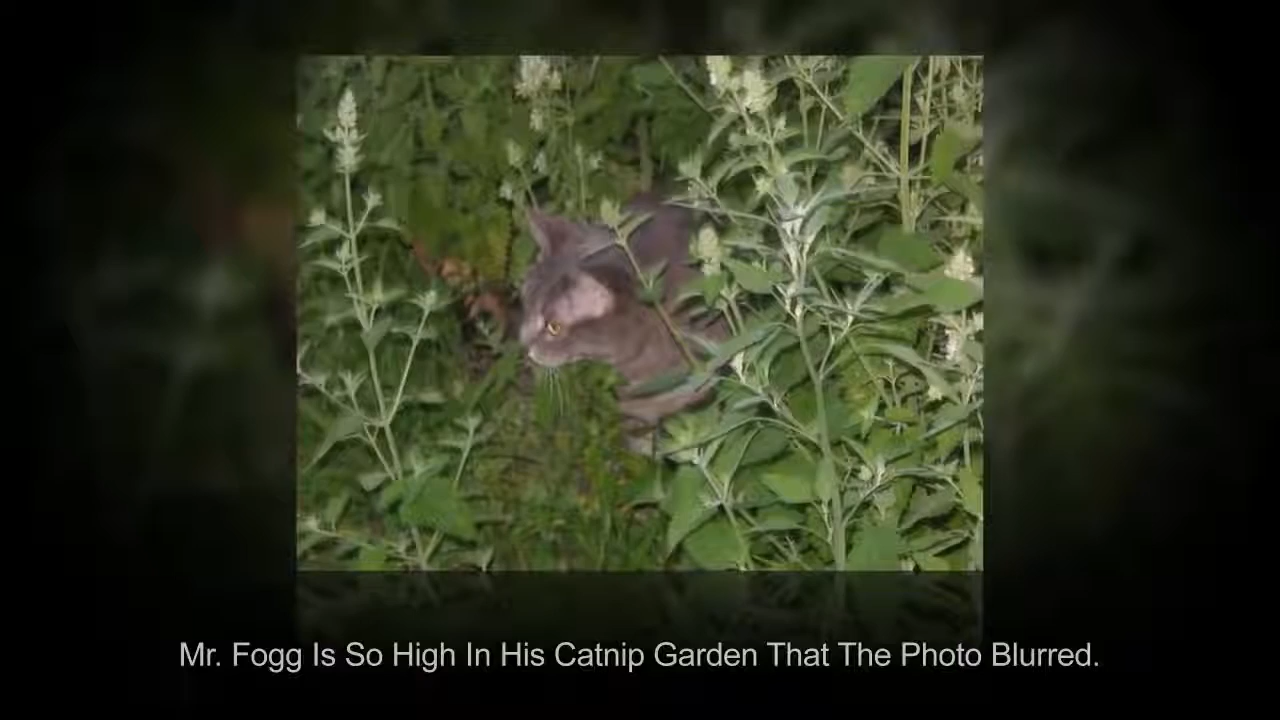 Mr. Fogg Is So High In His Catnip Garden That The Photo Blurred.